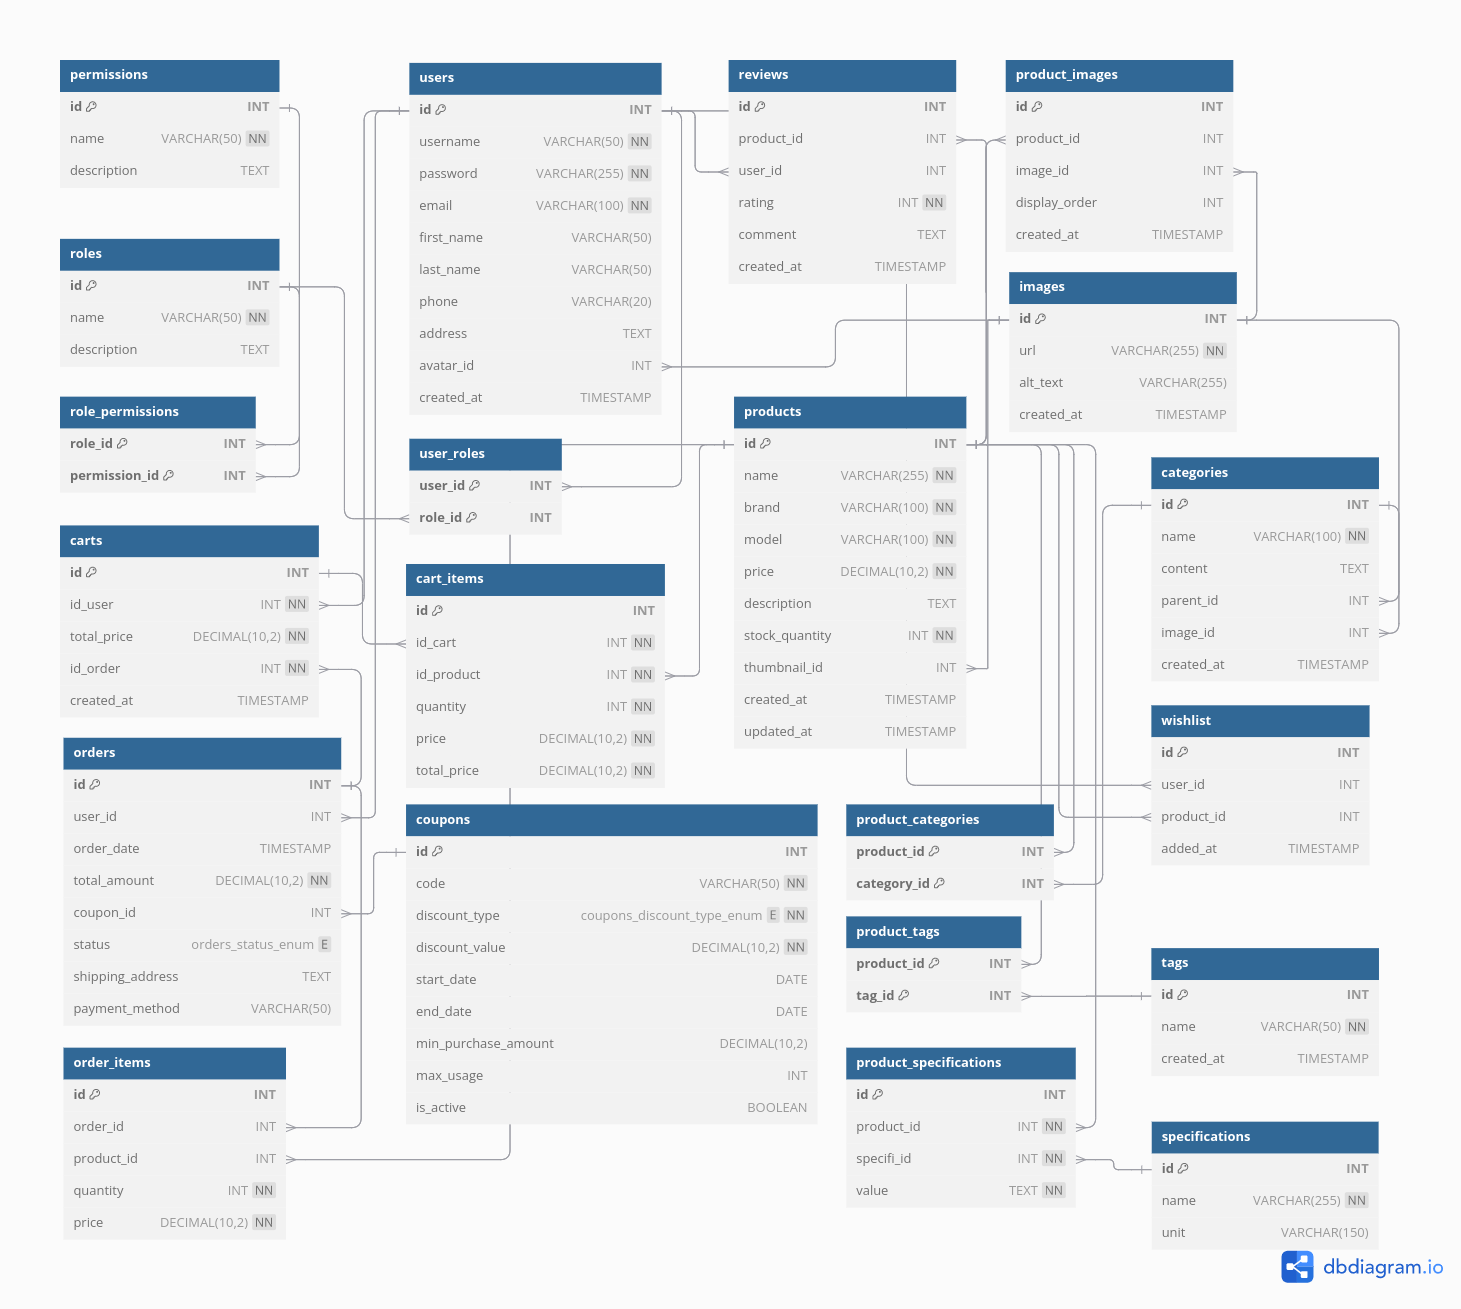 permissions
id INT
name VARCHAR(50) NN
description TEXT
roles
id INT
name VARCHAR(50) NN
description TEXT
role_permissions
role_id INT
permission_id INT
carts
id INT
id_user INT NN
total_price DECIMAL(10,2) NN
id_order INT NN
created_at TIMESTAMP
orders
id INT
user_id INT
order_date TIMESTAMP
total_amount DECIMAL(10,2) NN
coupon_id INT
status orders_status_enum E
shipping_address TEXT
payment_method VARCHAR(50)
order_items
id INT
order_id INT
product_id INT
quantity INT NN
price DECIMAL(10,2) NN
users
id INT
username VARCHAR(50) NN
password VARCHAR(255) NN
email VARCHAR(100) NN
first_name VARCHAR(50)
last_name VARCHAR(50)
phone VARCHAR(20)
address TEXT
avatar_id INT
created_at TIMESTAMP
user_roles
user_id INT
role_id INT
cart_items
id INT
id_cart INT NN
id_product INT NN
quantity INT NN
price DECIMAL(10,2) NN
total_price DECIMAL(10,2) NN
coupons
id INT
code VARCHAR(50) NN
discount_type coupons_discount_type_enum E NN
discount_value DECIMAL(10,2) NN
start_date DATE
end_date DATE
min_purchase_amount DECIMAL(10,2)
max_usage INT
is_active BOOLEAN
reviews
id INT
product_id INT
user_id INT
rating INT NN
comment TEXT
created_at TIMESTAMP
products
id INT
name VARCHAR(255) NN
brand VARCHAR(100) NN
model VARCHAR(100) NN
price DECIMAL(10,2) NN
description TEXT
stock_quantity INT NN
thumbnail_id INT
created_at TIMESTAMP
updated_at TIMESTAMP
product_categories
product_id INT
category_id INT
product_tags
product_id INT
tag_id INT
product_specifications
id INT
product_id INT NN
specifi_id INT NN
value TEXT NN
product_images
id INT
product_id INT
image_id INT
display_order INT
created_at TIMESTAMP
images
id INT
url VARCHAR(255) NN
alt_text VARCHAR(255)
created_at TIMESTAMP
categories
id INT
name VARCHAR(100) NN
content TEXT
parent_id INT
image_id INT
created_at TIMESTAMP
wishlist
id INT
user_id INT
product_id INT
added_at TIMESTAMP
tags
id INT
name VARCHAR(50) NN
created_at TIMESTAMP
specifications
id INT
name VARCHAR(255) NN
unit VARCHAR(150)
dbdiagram.io